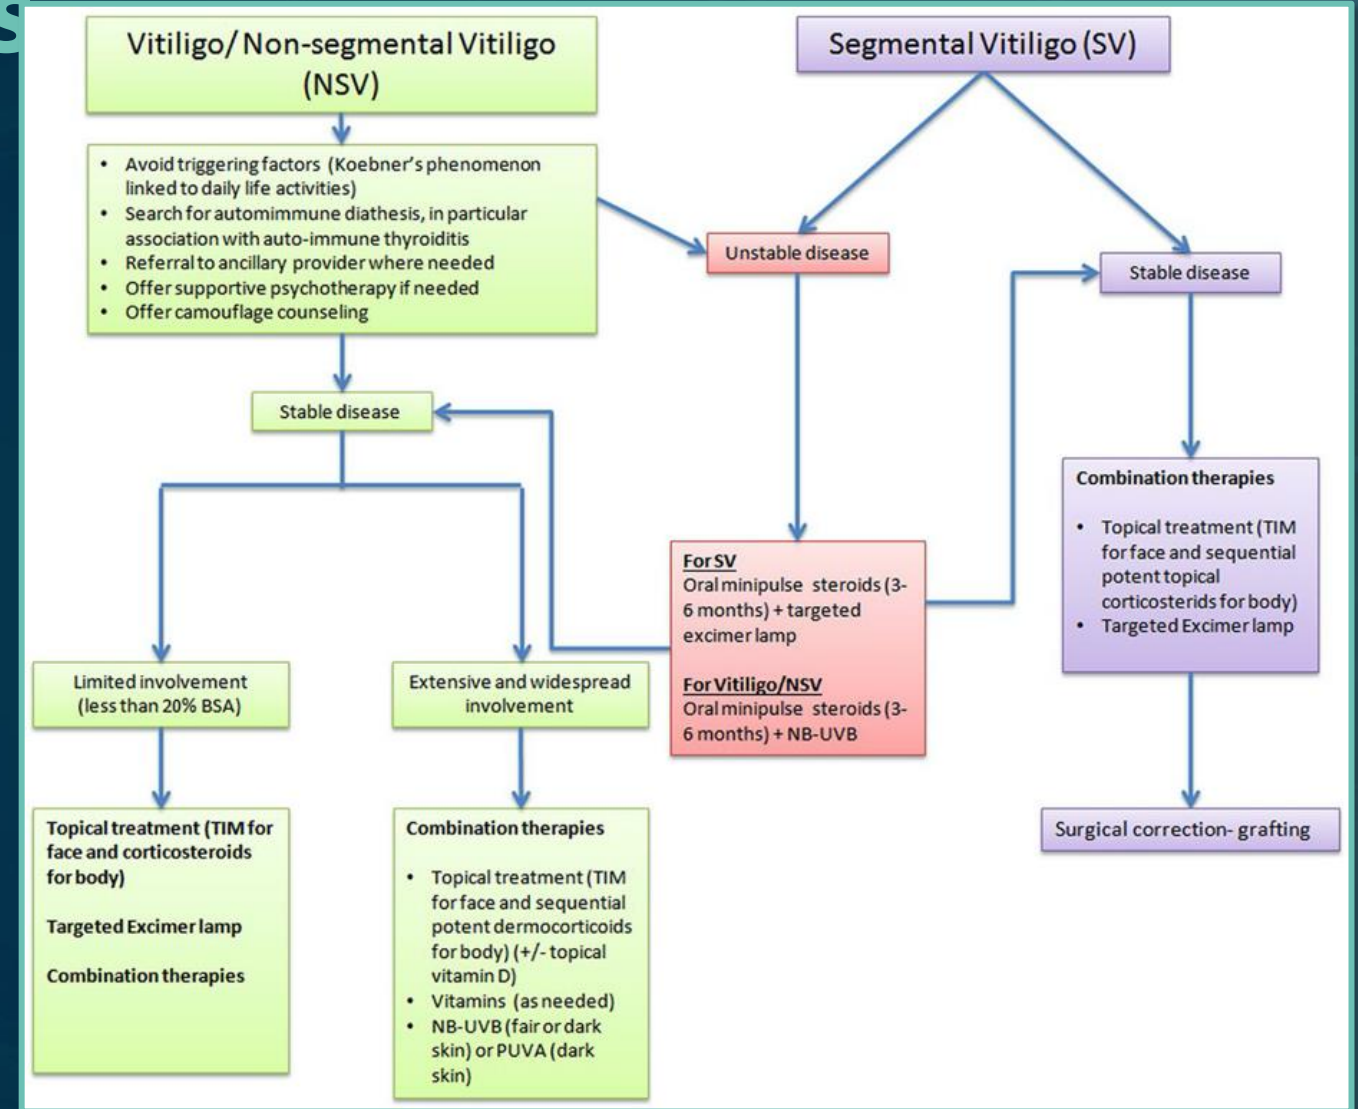 S
Vitiligo/ Non-segmental Vitiligo
(NSV)
Segmental Vitiligo (SV)
• Avoid triggering factors (Koebner's phenomenon
linked to daily life activities)
• Search for automimmune diathesis, in particular
association with auto-immune thyroiditis
• Referral to ancillary provider where needed
• Offer supportive psychotherapy if needed
• Offer camouflage counseling
Unstable disease
Stable disease
Stable disease
For SV
Oral minipulse steroids (3-
6 months) + targeted
excimer lamp
For Vitiligo/NSV
Oral minipulse steroids (3-
6 months) + NB-UVB
Combination therapies
• Topical treatment (TIM
for face and sequential
potent topical
corticosterids for body)
• Targeted Excimer lamp
Limited involvement
(less than 20% BSA)
Extensive and widespread
involvement
Topical treatment (TIM for
face and corticosteroids
for body)
Targeted Excimer lamp
Combination therapies
Combination therapies
• Topical treatment (TIM
for face and sequential
potent dermocorticoids
for body) (+/- topical
vitamin D)
• Vitamins (as needed)
• NB-UVB (fair or dark
skin) or PUVA (dark
skin)
Surgical correction- grafting